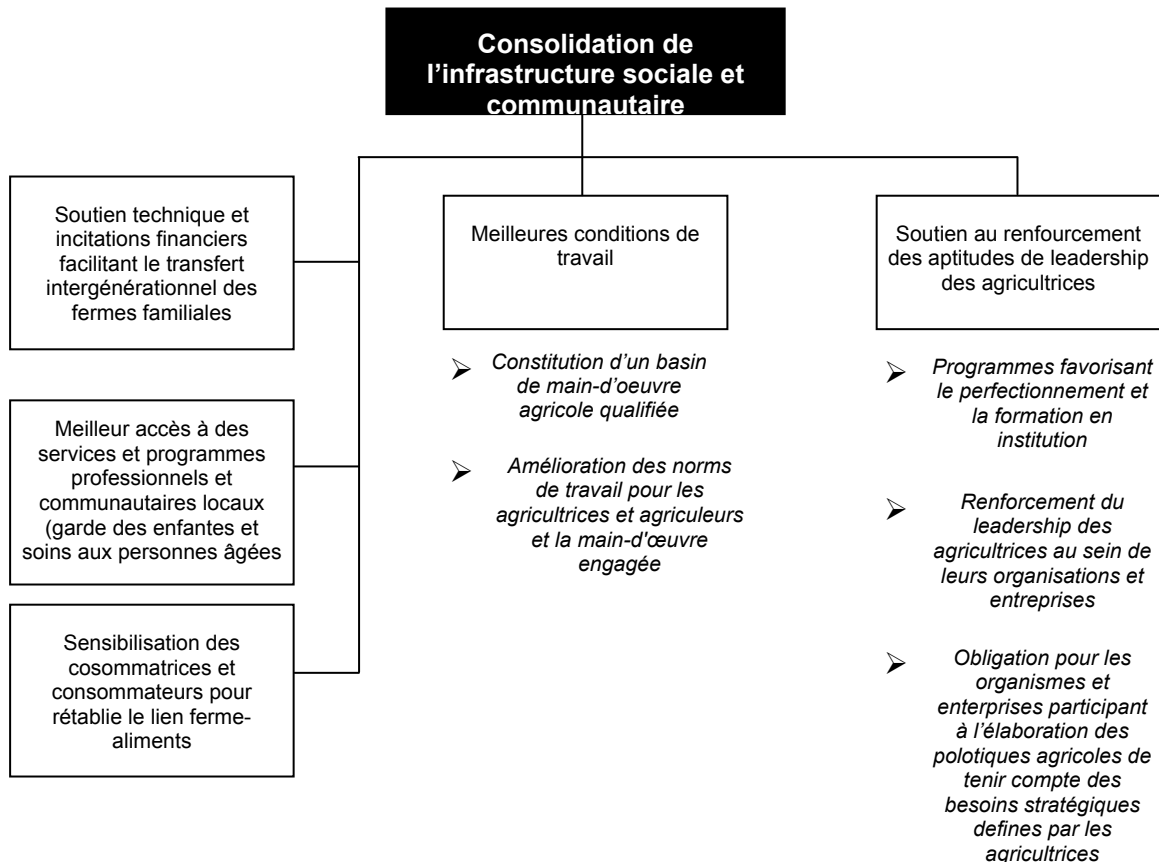 Consolidation de
l’infrastructure sociale et
communautaire
Soutien technique et
incitations financiers
facilitant le transfert
intergénérationnel des
fermes familiales
Meilleur accès à des
services et programmes
professionnels et
communautaires locaux
(garde des enfantes et
soins aux personnes âgées
Sensibilisation des
cosommatrices et
consommateurs pour
rétablie le lien ferme-
aliments
Meilleures conditions de
travail
➢ Constitution d’un basin
de main-d’oeuvre
agricole qualifiée
➢ Amélioration des norms
de travail pour les
agricultrices et agriculeurs
et la main-d'œuvre
engagée
Soutien au renfourcement
des aptitudes de leadership
des agricultrices
➢ Programmes favorisant
le perfectionnement et
la formation en
institution
➢ Renforcement du
leadership des
agricultrices au sein de
leurs organisations et
entreprises
➢ Obligation pour les
organismes et
enterprises participant
à l’élaboration des
polotiques agricoles de
tenir compte des
besoins stratégiques
defines par les
agricultrices